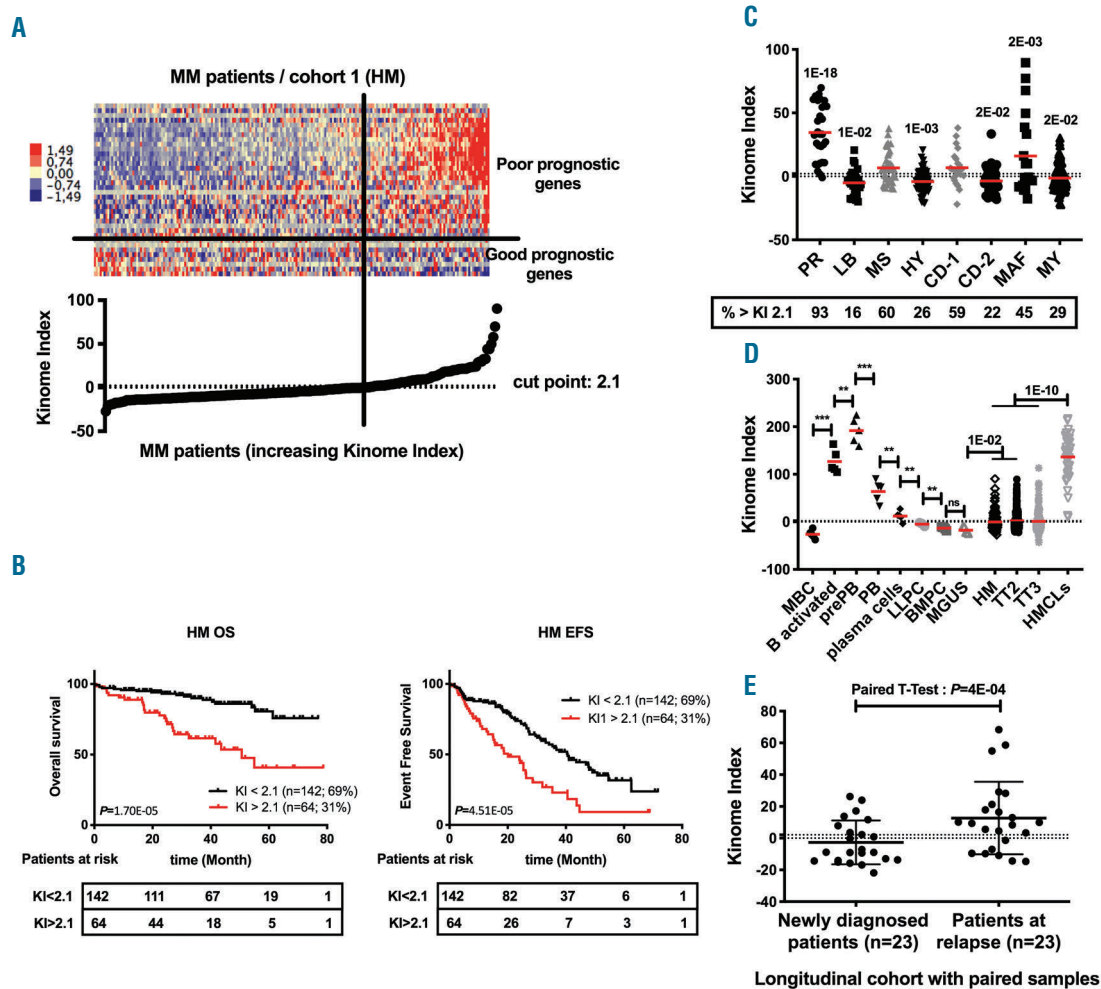 A
MM patients / cohort 1 (HM)
1,49
0,74
0,00
-0,74
-1,49
Poor prognostic
genes
Good prognostic
genes
Kinome Index
100
50
0
-50
cut point: 2.1
MM patients (increasing Kinome Index)
B
HM OS
Overall survival
100
50
0
KI < 2.1 (n=142; 69%)
KI > 2.1 (n=64; 31%)
P=1.70E-05
0 20 40 60 80
Patients at risk time (Month)
KI<2.1 142 111 67 19 1
KI>2.1 64 44 18 5 1
HM EFS
Event Free Survival
100
50
0
KI < 2.1 (n=142; 69%)
KI1 > 2.1 (n=64; 31%)
P=4.51E-05
0 20 40 60 80
Patients at risk time (Month)
KI<2.1 142 82 37 6 1
KI>2.1 64 26 7 3 1
C
Kinome Index
100
50
0
-50
1E-18 1E-02 1E-03 2E-02 2E-03 2E-02
PR LB MS HY CD-1 CD-2 MAF MY
% > KI 2.1 93 16 60 26 59 22 45 29
D
Kinome Index
300
200
100
0
-100
*** ** *** ** ** ** ns 1E-02 1E-10
MBC
B activated
prePB
PB
plasma cells
LLPC
BMPC
MGUS
HM
TT2
TT3
HMCLs
E
Paired T-Test : P=4E-04
Kinome Index
80
60
40
20
0
-20
-40
Newly diagnosed
patients (n=23)
Patients at
relapse (n=23)
Longitudinal cohort with paired samples